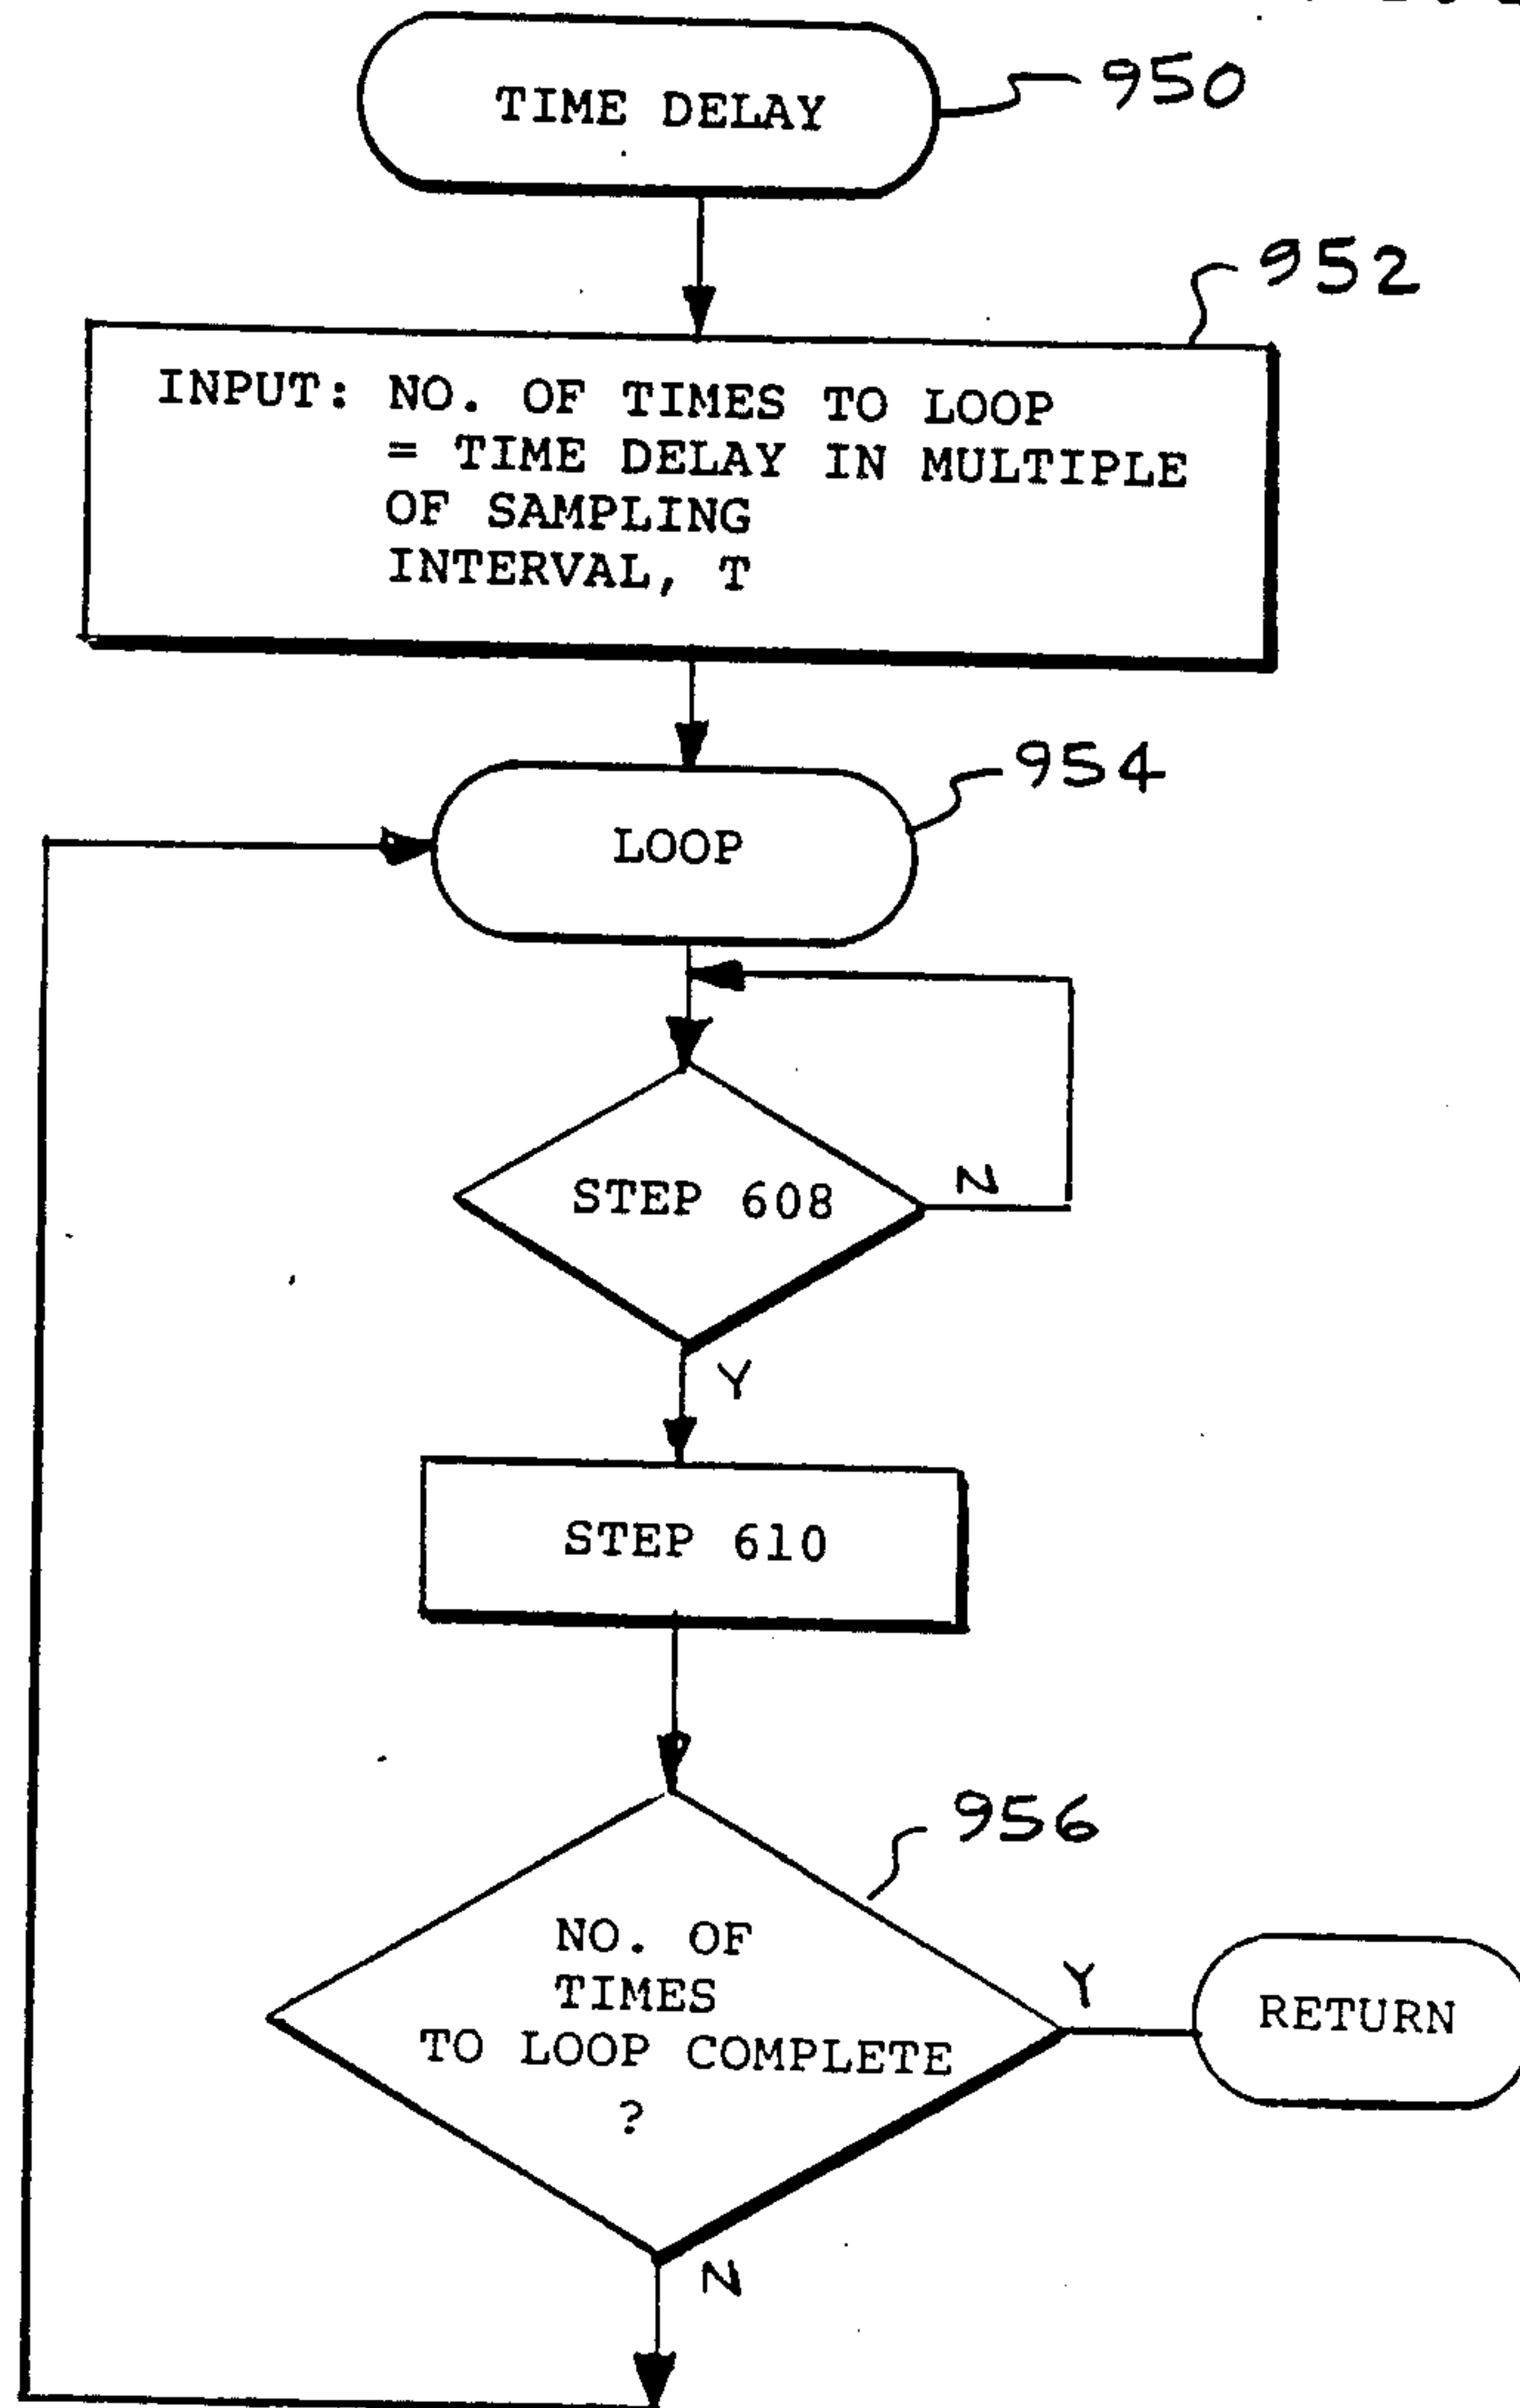 TIME DELAY
950
952
INPUT: NO. OF TIMES TO LOOP
= TIME DELAY IN MULTIPLE
OF SAMPLING
INTERVAL, T
954
LOOP
STEP 608
N
Y
STEP 610
956
NO. OF
TIMES
TO LOOP COMPLETE
?
Y
RETURN
N